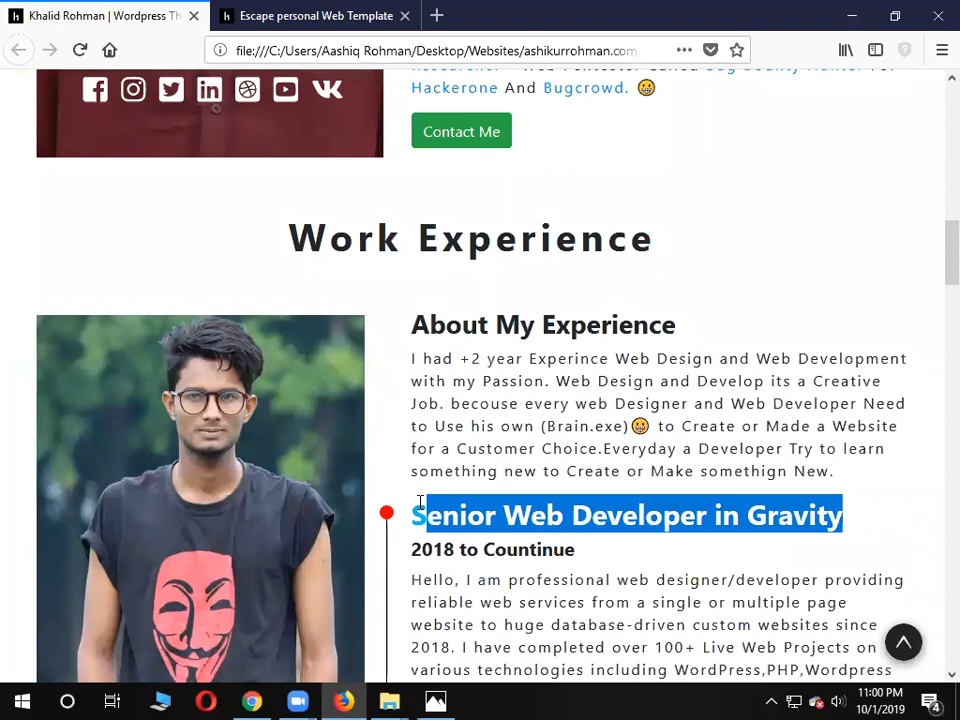 Khalid Rohman | Wordpress Th
Escape personal Web Template
file:///C:/Users/Aashiq Rohman/Desktop/Websites/ashikurrohman.com
Hackerone And Bugcrowd. 😀
Contact Me
Work Experience
About My Experience
I had +2 year Experince Web Design and Web Development
with my Passion. Web Design and Develop its a Creative
Job. becouse every web Designer and Web Developer Need
to Use his own (Brain.exe)😀 to Create or Made a Website
for a Customer Choice.Everyday a Developer Try to learn
something new to Create or Make somethign New.
Senior Web Developer in Gravity
2018 to Countinue
Hello, I am professional web designer/developer providing
reliable web services from a single or multiple page
website to huge database-driven custom websites since
2018. I have completed over 100+ Live Web Projects on
various technologies including WordPress,PHP,Wordpress
11:00 PM
10/1/2019
4